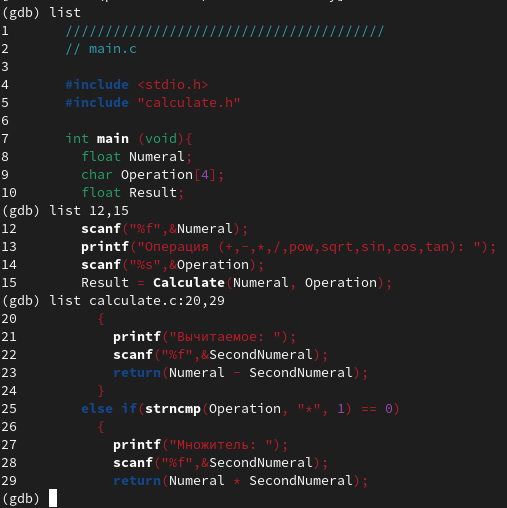 (gdb) list
1 //////////////////////////////////////////
2 // main.c
3
4 #include <stdio.h>
5 #include "calculate.h"
6
7 int main (void){
8 float Numeral;
9 char Operation[4];
10 float Result;
(gdb) list 12,15
12 scanf("%f",&Numeral);
13 printf("Операция (+,-,*,/,pow,sqrt,sin,cos,tan): ");
14 scanf("%s",&Operation);
15 Result = Calculate(Numeral, Operation);
(gdb) list calculate.c:20,29
20 {
21 printf("Вычитаемое: ");
22 scanf("%f",&SecondNumeral);
23 return(Numeral - SecondNumeral);
24 }
25 else if(strncmp(Operation, "*", 1) == 0)
26 {
27 printf("Множитель: ");
28 scanf("%f",&SecondNumeral);
29 return(Numeral * SecondNumeral);
(gdb)